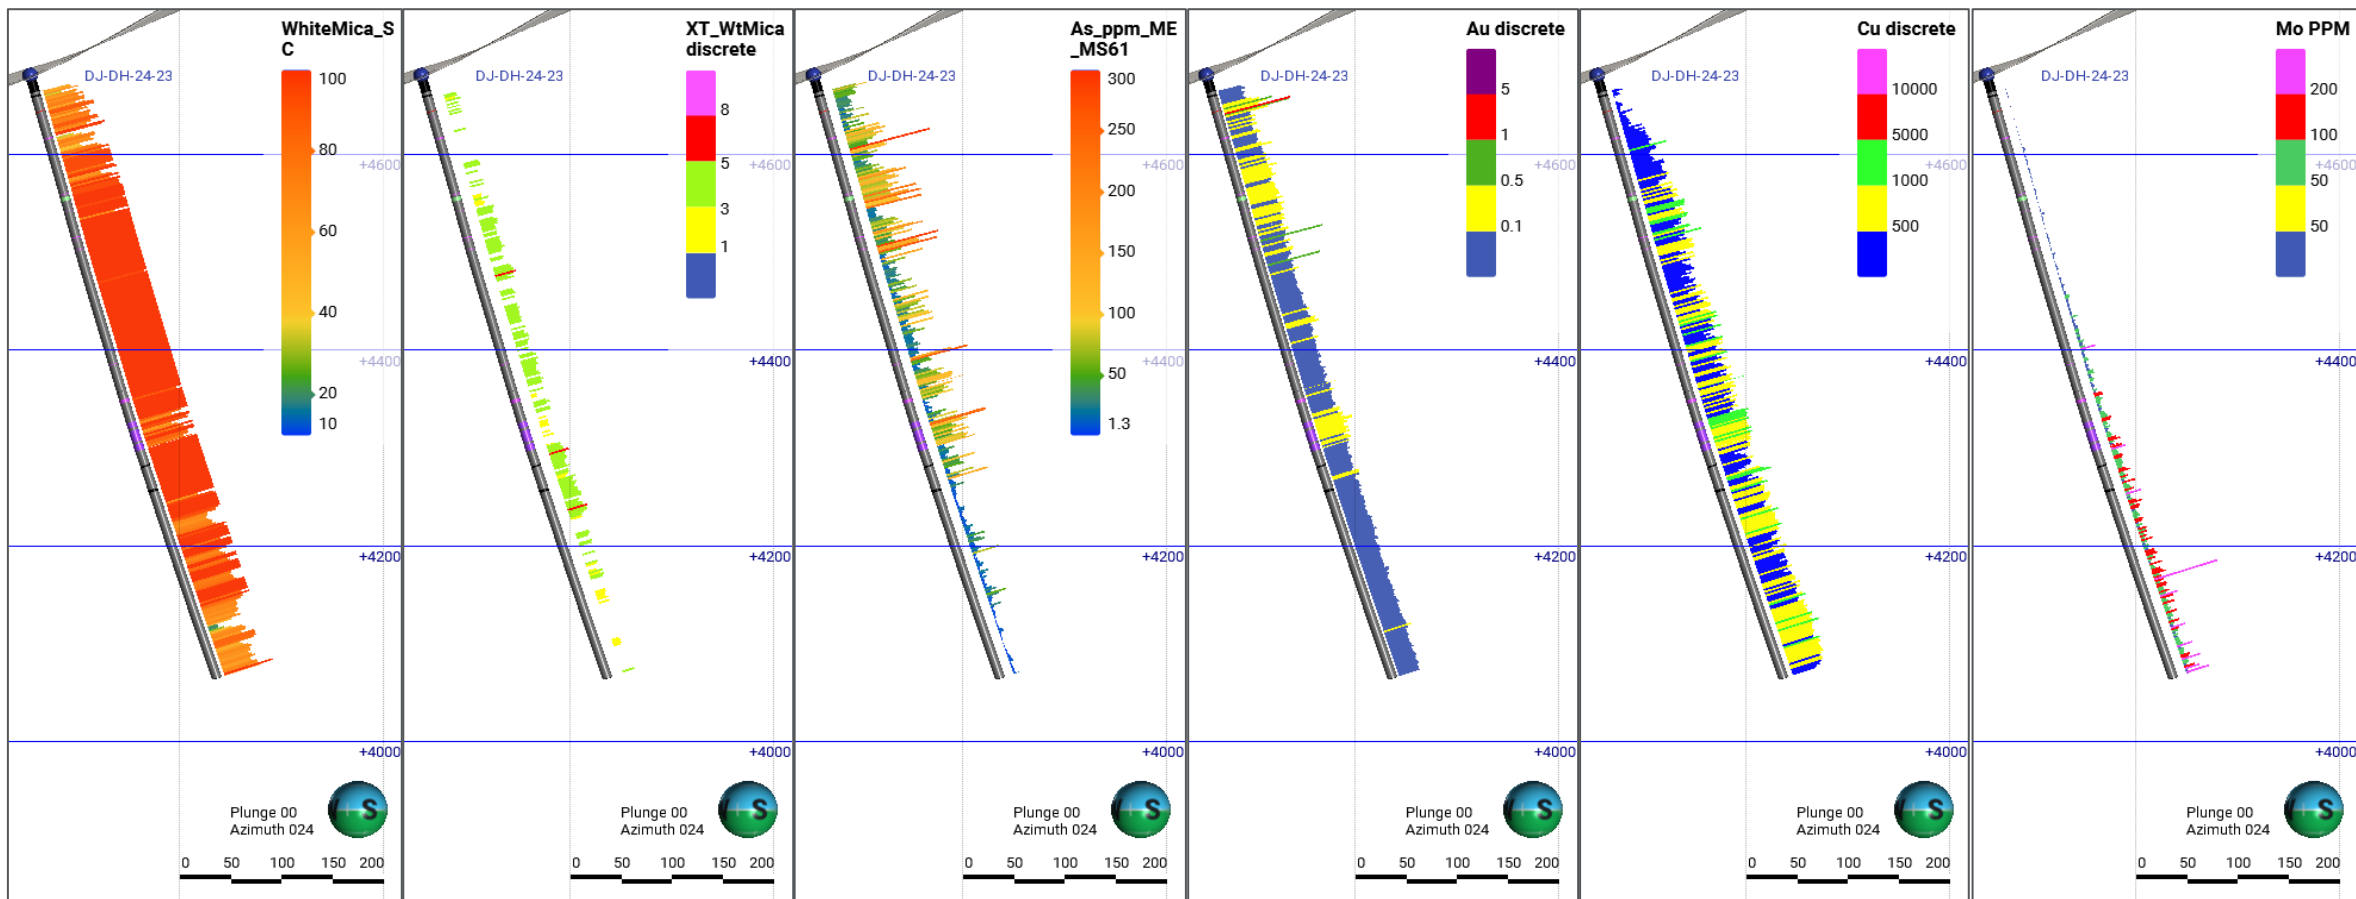 WhiteMica_S
C
100
80
60
40
20
10
DJ-DH-24-23
+4600
+4400
+4200
+4000
Plunge 00
Azimuth 024
S
0 50 100 150 200
XT_WtMica
discrete
8
5
3
1
DJ-DH-24-23
+4600
+4400
+4200
+4000
Plunge 00
Azimuth 024
S
0 50 100 150 200
As_ppm_ME
_MS61
300
250
200
150
100
50
1.3
DJ-DH-24-23
+4600
+4400
+4200
+4000
Plunge 00
Azimuth 024
S
0 50 100 150 200
Au discrete
5
1
0.5
0.1
DJ-DH-24-23
+4600
+4400
+4200
+4000
Plunge 00
Azimuth 024
S
0 50 100 150 200
Cu discrete
10000
5000
1000
500
DJ-DH-24-23
+4600
+4400
+4200
+4000
Plunge 00
Azimuth 024
S
0 50 100 150 200
Mo PPM
200
100
50
50
DJ-DH-24-23
+4600
+4400
+4200
+4000
Plunge 00
Azimuth 024
S
0 50 100 150 200